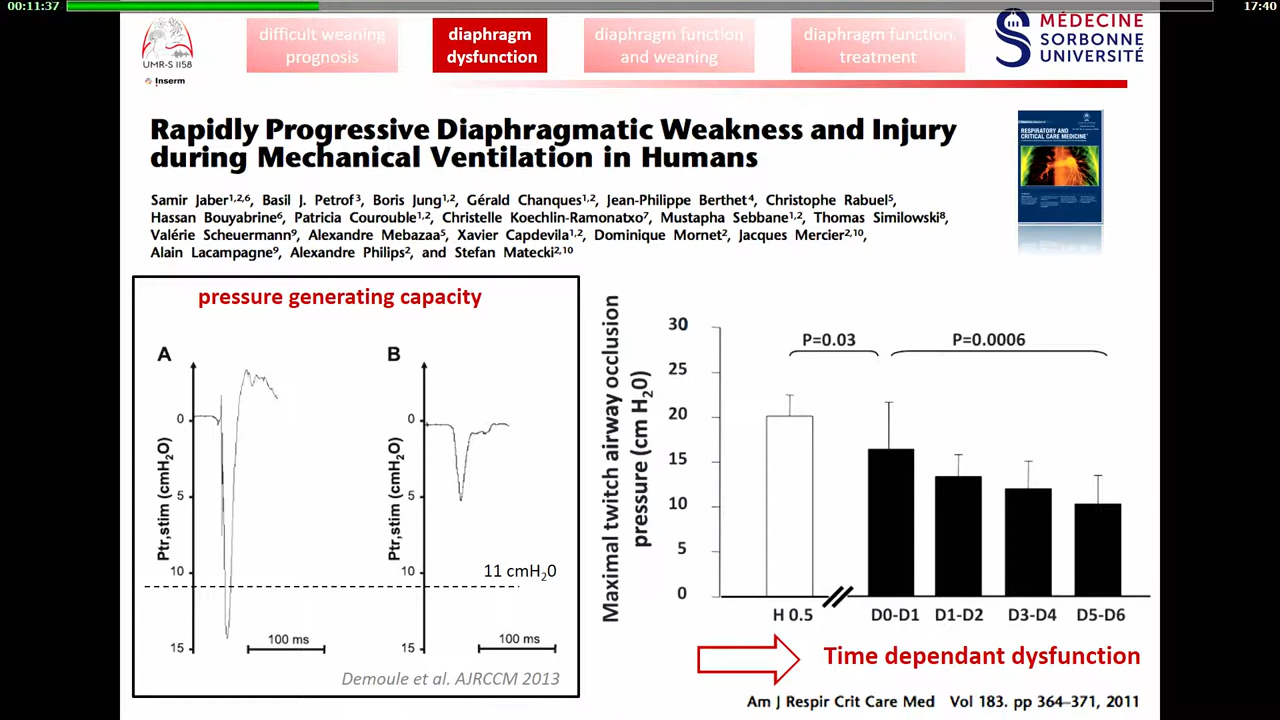 00:11:37
17:40
UMR-S 1158
Inserm
difficult weaning
prognosis
diaphragm
dysfunction
diaphragm function
and weaning
diaphragm function
treatment
MÉDECINE
SORBONNE
UNIVERSITÉ
Rapidly Progressive Diaphragmatic Weakness and Injury
during Mechanical Ventilation in Humans
Samir Jaber1,2,6, Basil J. Petrof3, Boris Jung1,2, Gérald Chanques1,2, Jean-Philippe Berthet4, Christophe Rabuel5,
Hassan Bouyabrine6, Patricia Courouble1,2, Christelle Koechlin-Ramonatxo7, Mustapha Sebbane1,2, Thomas Similowski8,
Valérie Scheuermann9, Alexandre Mebazaa5, Xavier Capdevila1,2, Dominique Mornet2, Jacques Mercier2,10,
Alain Lacampagne9, Alexandre Philips2, and Stefan Matecki2,10
RESPIRATORY AND
CRITICAL CARE MEDICINE
pressure generating capacity
A
Ptr,stim (cmH2O)
0
5
10
15
100 ms
B
Ptr,stim (cmH2O)
0
5
10
15
11 cmH20
100 ms
Demoule et al. AJRCCM 2013
Maximal twitch airway occlusion
pressure (cm H20)
30
25
20
15
10
5
0
P=0.03
P=0.0006
H 0.5
D0-D1
D1-D2
D3-D4
D5-D6
Time dependant dysfunction
Am J Respir Crit Care Med Vol 183. pp 364–371, 2011